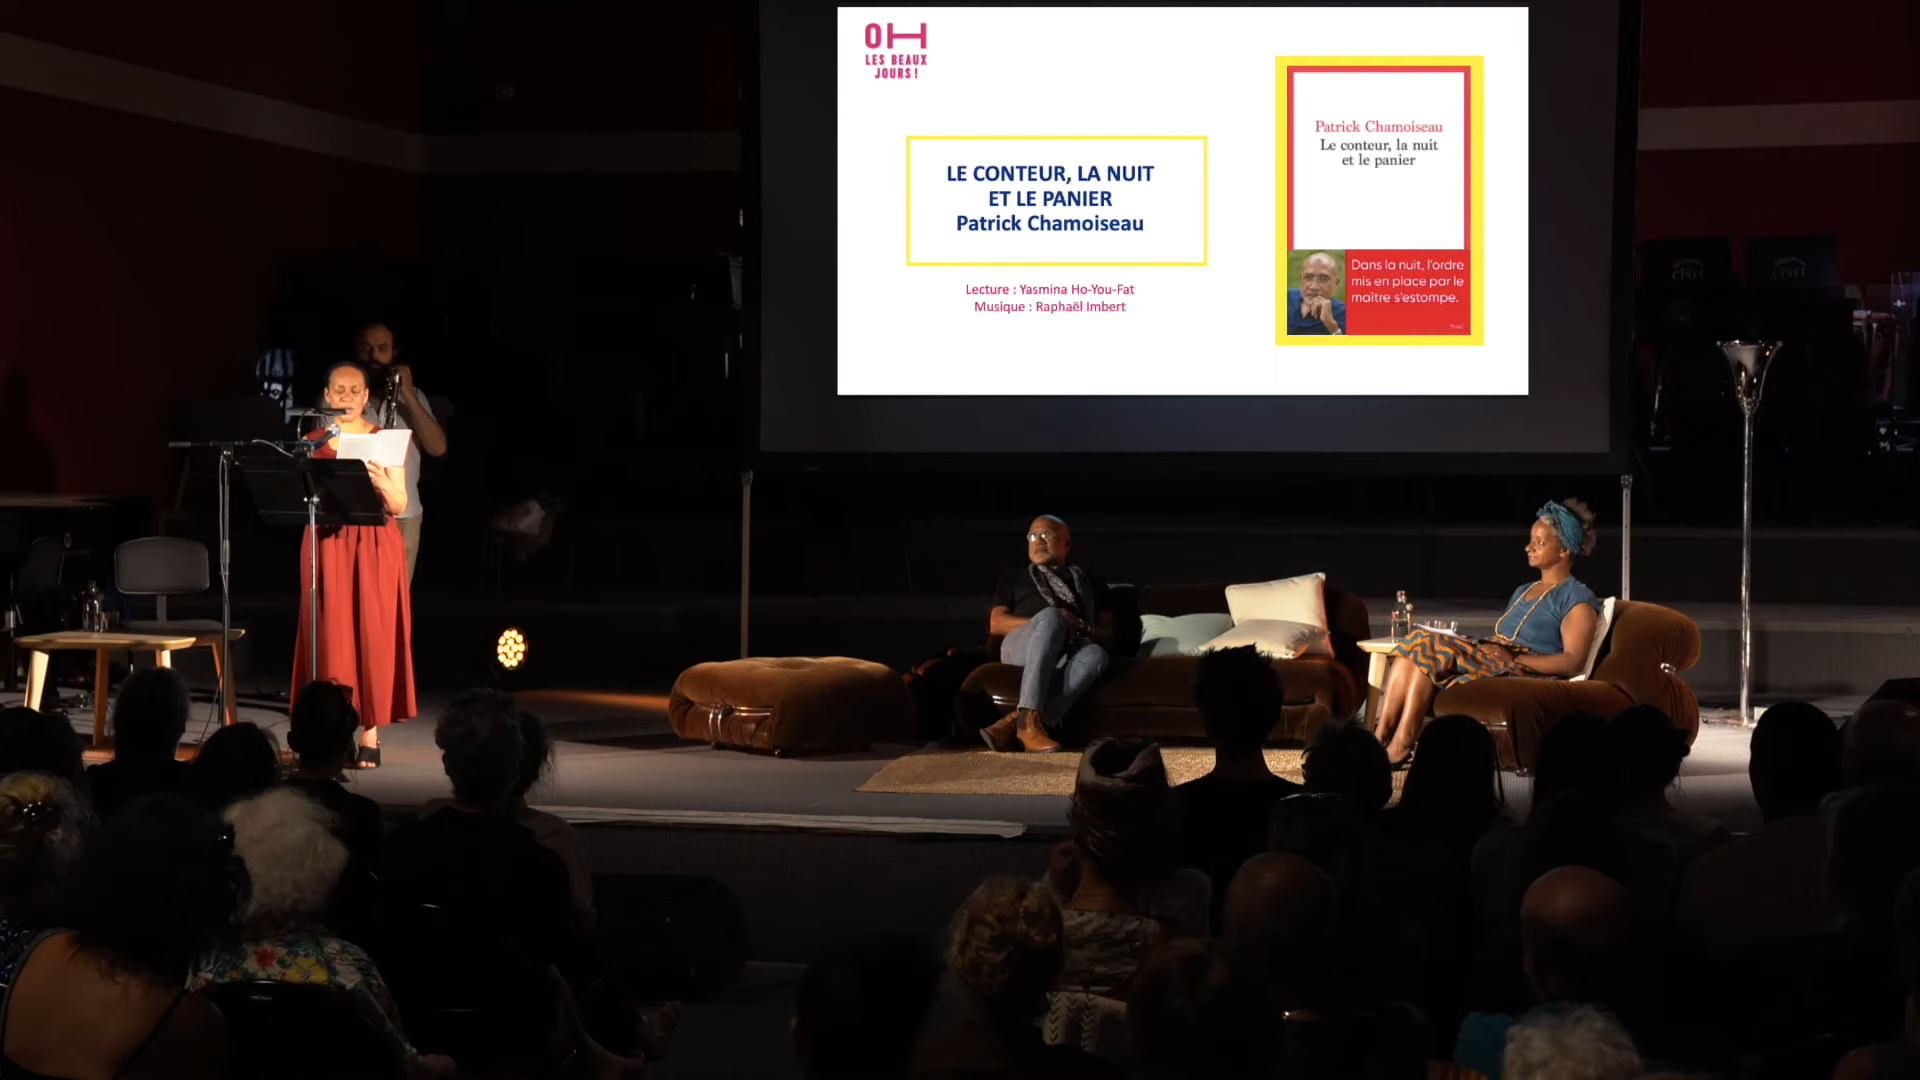 OH
LES BEAUX
JOURS !
LE CONTEUR, LA NUIT
ET LE PANIER
Patrick Chamoiseau
Lecture : Yasmina Ho-You-Fat
Musique : Raphaël Imbert
Patrick Chamoiseau
Le conteur, la nuit
et le panier
Dans la nuit, l'ordre
mis en place par le
maître s'estompe.